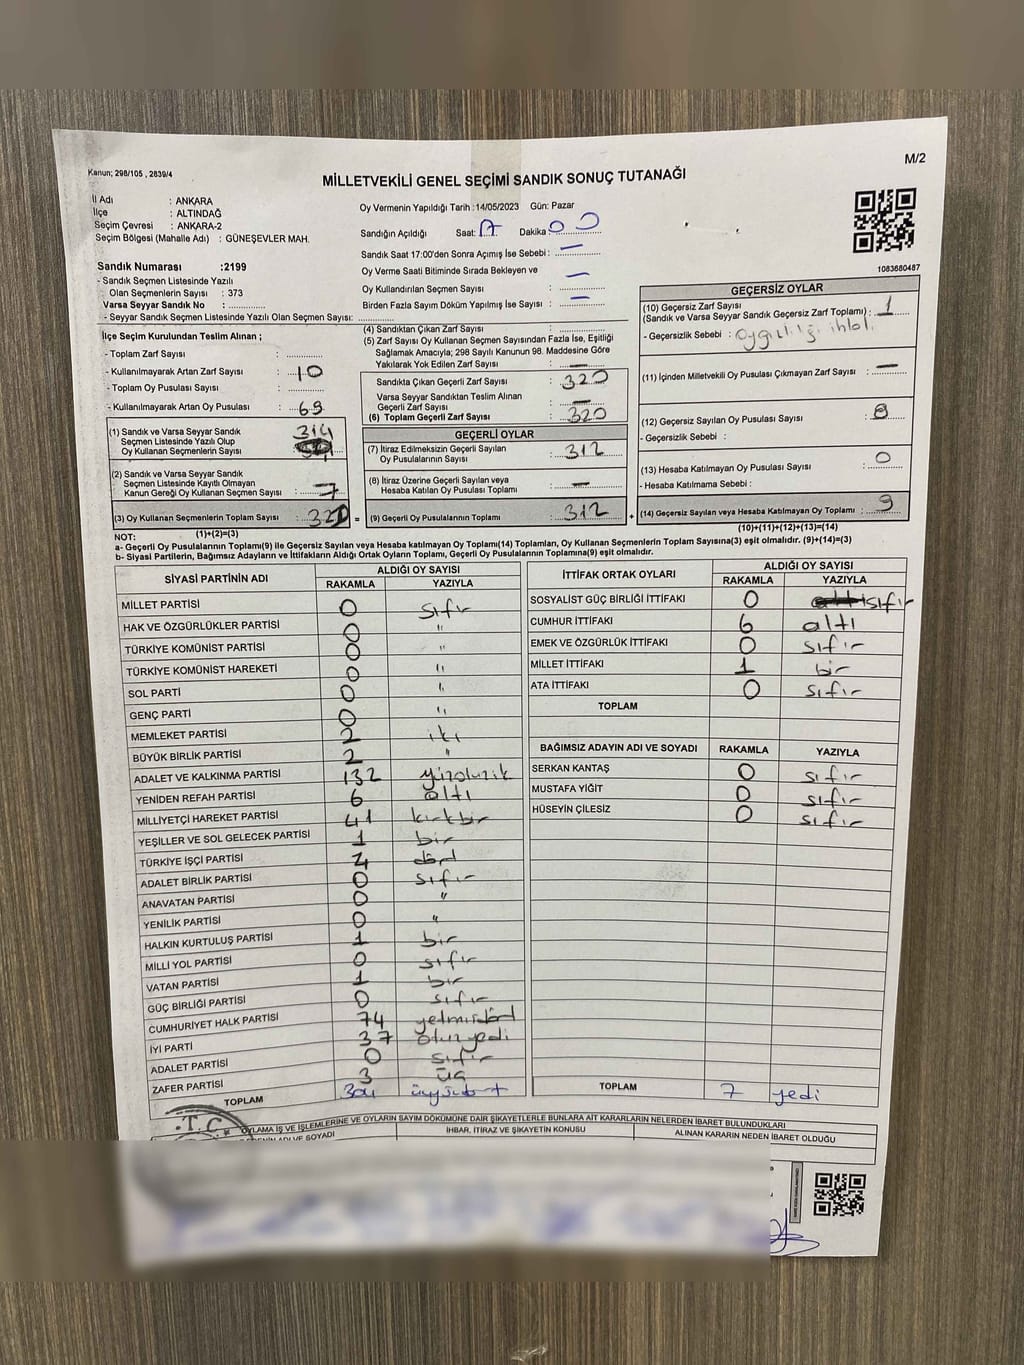 M/2
Kanun; 298/105 , 2839/4
MİLLETVEKİLİ GENEL SEÇİMİ SANDIK SONUÇ TUTANAĞI
İl Adı : ANKARA
İlçe : ALTINDAĞ
Seçim Çevresi : ANKARA-2
Seçim Bölgesi (Mahalle Adı) : GÜNEŞEVLER MAH.
Sandık Numarası :2199
- Sandık Seçmen Listesinde Yazılı
Olan Seçmenlerin Sayısı : 373
Varsa Seyyar Sandık No :
- Seyyar Sandık Seçmen Listesinde Yazılı Olan Seçmen Sayısı:
Oy Vermenin Yapıldığı Tarih :14/05/2023 Gün: Pazar
Sandığın Açıldığı Saat: 17 Dakika: 00
Sandık Saat 17:00'den Sonra Açımış İse Sebebi : —
Oy Verme Saati Bitiminde Sırada Bekleyen ve
Oy Kullandırılan Seçmen Sayısı : —
Birden Fazla Sayım Döküm Yapılmış İse Sayısı : —
1083680487
İlçe Seçim Kurulundan Teslim Alınan ;
- Toplam Zarf Sayısı :
- Kullanılmayarak Artan Zarf Sayısı : 10
- Toplam Oy Pusulası Sayısı :
- Kullanılmayarak Artan Oy Pusulası : 69
(1) Sandık ve Varsa Seyyar Sandık
Seçmen Listesinde Yazılı Olup
Oy Kullanan Seçmenlerin Sayısı : 314
(2) Sandık ve Varsa Seyyar Sandık
Seçmen Listesinde Kayıtlı Olmayan
Kanun Gereği Oy Kullanan Seçmen Sayısı : 7
(3) Oy Kullanan Seçmenlerin Toplam Sayısı : 321
(4) Sandıktan Çıkan Zarf Sayısı :
(5) Zarf Sayısı Oy Kullanan Seçmen Sayısından Fazla İse, Eşitliği
Sağlamak Amacıyla; 298 Sayılı Kanunun 98. Maddesine Göre
Yakılarak Yok Edilen Zarf Sayısı : —
Sandıkta Çıkan Geçerli Zarf Sayısı : 320
Varsa Seyyar Sandıktan Teslim Alınan
Geçerli Zarf Sayısı : —
(6) Toplam Geçerli Zarf Sayısı : 320
GEÇERLİ OYLAR
(7) İtiraz Edilmeksizin Geçerli Sayılan
Oy Pusulalarının Sayısı : 312
(8) İtiraz Üzerine Geçerli Sayılan veya
Hesaba Katılan Oy Pusulaları Toplamı : —
= (9) Geçerli Oy Pusulalarının Toplamı : 312
GEÇERSİZ OYLAR
(10) Geçersiz Zarf Sayısı
(Sandık ve Varsa Seyyar Sandık Geçersiz Zarf Toplamı) : 1
- Geçersizlik Sebebi :
(11) İçinden Milletvekili Oy Pusulası Çıkmayan Zarf Sayısı : —
(12) Geçersiz Sayılan Oy Pusulası Sayısı : 8
- Geçersizlik Sebebi :
(13) Hesaba Katılmayan Oy Pusulası Sayısı : 0
- Hesaba Katılmama Sebebi :
+ (14) Geçersiz Sayılan veya Hesaba Katılmayan Oy Toplamı : 9
NOT: (1)+(2)=(3) (10)+(11)+(12)+(13)=(14)
a- Geçerli Oy Pusulalarının Toplamı(9) ile Geçersiz Sayılan veya Hesaba katılmayan Oy Toplamı(14) Toplamları, Oy Kullanan Seçmenlerin Toplam Sayısına(3) eşit olmalıdır. (9)+(14)=(3)
b- Siyasi Partilerin, Bağımsız Adayların ve İttifakların Aldığı Ortak Oyların Toplamı, Geçerli Oy Pusulalarının Toplamına(9) eşit olmalıdır.
SİYASİ PARTİNİN ADI ALDIĞI OY SAYISI
RAKAMLA YAZIYLA
MİLLET PARTİSİ 0 sıfır
HAK VE ÖZGÜRLÜKLER PARTİSİ 0 "
TÜRKİYE KOMÜNİST PARTİSİ 0 "
TÜRKİYE KOMÜNİST HAREKETİ 0 "
SOL PARTİ 0 "
GENÇ PARTİ 0 "
MEMLEKET PARTİSİ 2 iki
BÜYÜK BİRLİK PARTİSİ 2 "
ADALET VE KALKINMA PARTİSİ 132
YENİDEN REFAH PARTİSİ 6 altı
MİLLİYETÇİ HAREKET PARTİSİ 41 kırkbir
YEŞİLLER VE SOL GELECEK PARTİSİ 1 bir
TÜRKİYE İŞÇİ PARTİSİ 4 dört
ADALET BİRLİK PARTİSİ 0 sıfır
ANAVATAN PARTİSİ 0 "
YENİLİK PARTİSİ 0 "
HALKIN KURTULUŞ PARTİSİ 1 bir
MİLLİ YOL PARTİSİ 0 sıfır
VATAN PARTİSİ 1 bir
GÜÇ BİRLİĞİ PARTİSİ 0 sıfır
CUMHURİYET HALK PARTİSİ 74 yetmişdört
İYİ PARTİ 37 otuzyedi
ADALET PARTİSİ 0 sıfır
ZAFER PARTİSİ 3 üç
TOPLAM 304
İTTİFAK ORTAK OYLARI ALDIĞI OY SAYISI
RAKAMLA YAZIYLA
SOSYALİST GÜÇ BİRLİĞİ İTTİFAKI 0 sıfır
CUMHUR İTTİFAKI 6 altı
EMEK VE ÖZGÜRLÜK İTTİFAKI 0 sıfır
MİLLET İTTİFAKI 1 bir
ATA İTTİFAKI 0 sıfır
TOPLAM
BAĞIMSIZ ADAYIN ADI VE SOYADI RAKAMLA YAZIYLA
SERKAN KANTAŞ 0 sıfır
MUSTAFA YİĞİT 0 sıfır
HÜSEYİN ÇİLESİZ 0 sıfır
TOPLAM 7 yedi
T.C.
OYLAMA İŞ VE İŞLEMLERİNE VE OYLARIN SAYIM DÖKÜMÜNE DAİR ŞİKAYETLERLE BUNLARA AİT KARARLARIN NELERDEN İBARET BULUNDUKLARI
ADI VE SOYADI İHBAR, İTİRAZ VE ŞİKAYETİN KONUSU ALINAN KARARIN NEDEN İBARET OLDUĞU